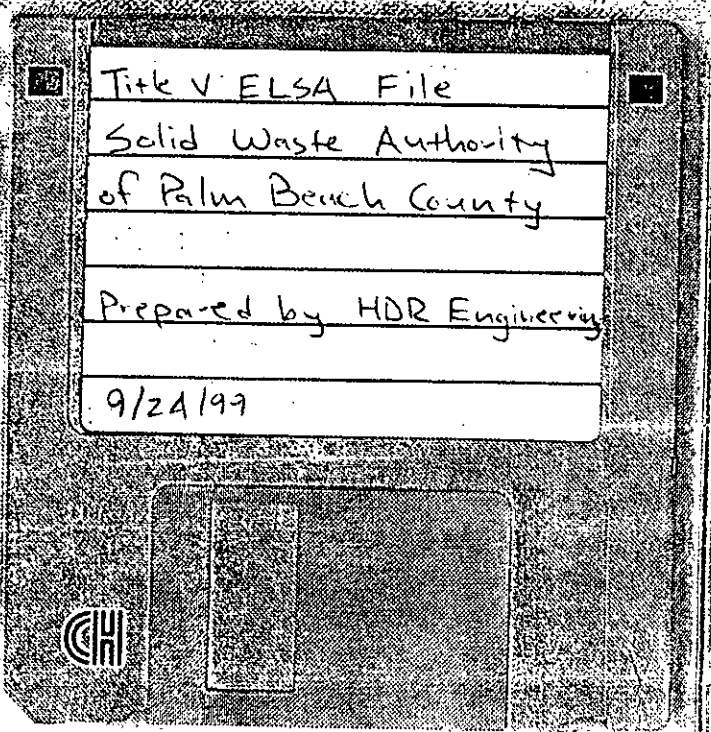 Title V ELSA File
Solid Waste Authority
of Palm Beach County
Prepared by HDR Engineering
9/24/99